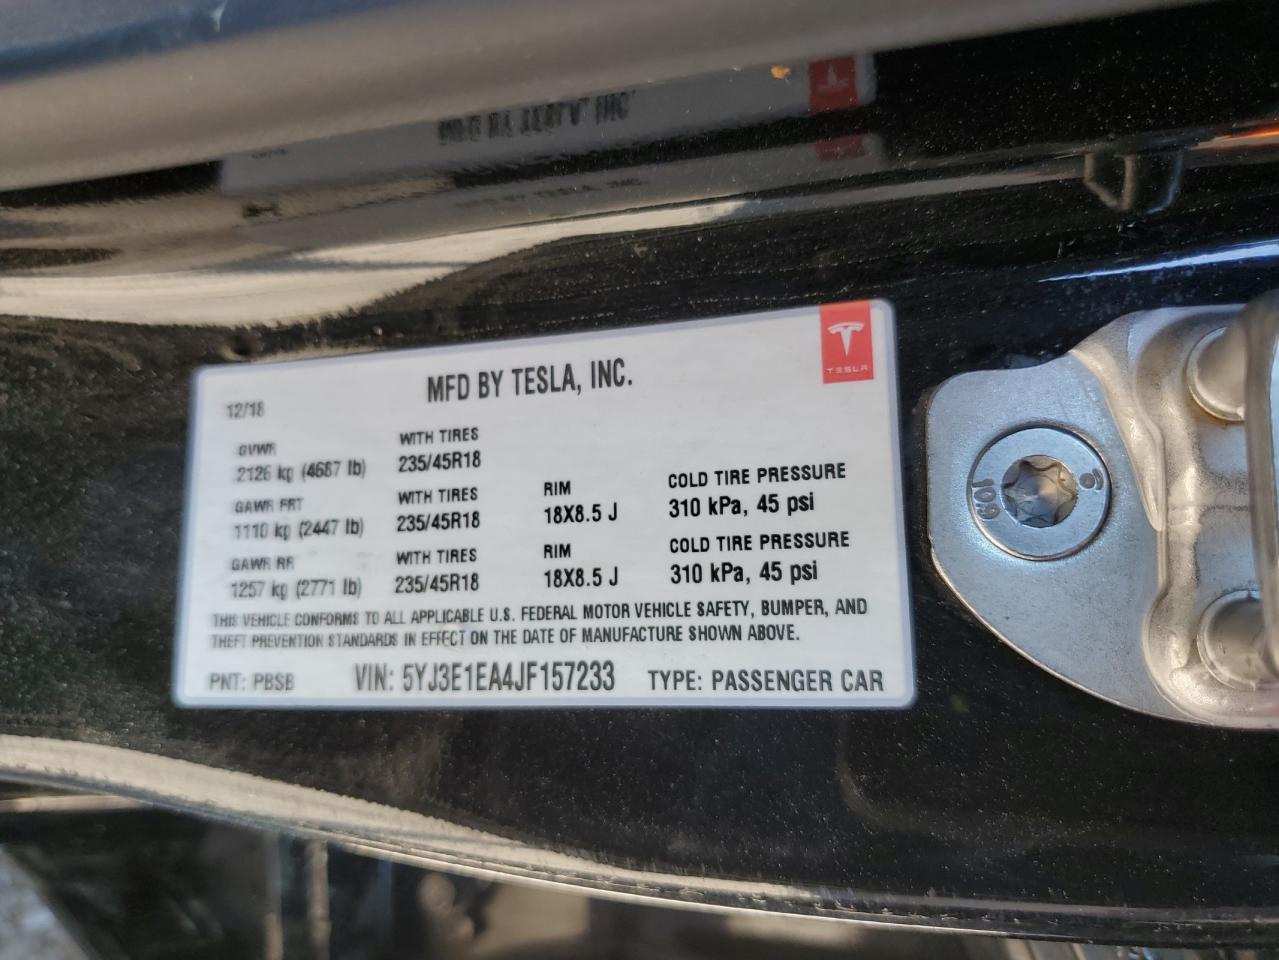 MFD BY TESLA, INC.
TESLA
12/18
GVWR
2126 kg (4687 lb)
WITH TIRES
235/45R18
GAWR FRT
1110 kg (2447 lb)
WITH TIRES
235/45R18
RIM
18X8.5 J
COLD TIRE PRESSURE
310 kPa, 45 psi
GAWR RR
1257 kg (2771 lb)
WITH TIRES
235/45R18
RIM
18X8.5 J
COLD TIRE PRESSURE
310 kPa, 45 psi
THIS VEHICLE CONFORMS TO ALL APPLICABLE U.S. FEDERAL MOTOR VEHICLE SAFETY, BUMPER, AND
THEFT PREVENTION STANDARDS IN EFFECT ON THE DATE OF MANUFACTURE SHOWN ABOVE.
PNT: PBSB VIN: 5YJ3E1EA4JF157233 TYPE: PASSENGER CAR
109